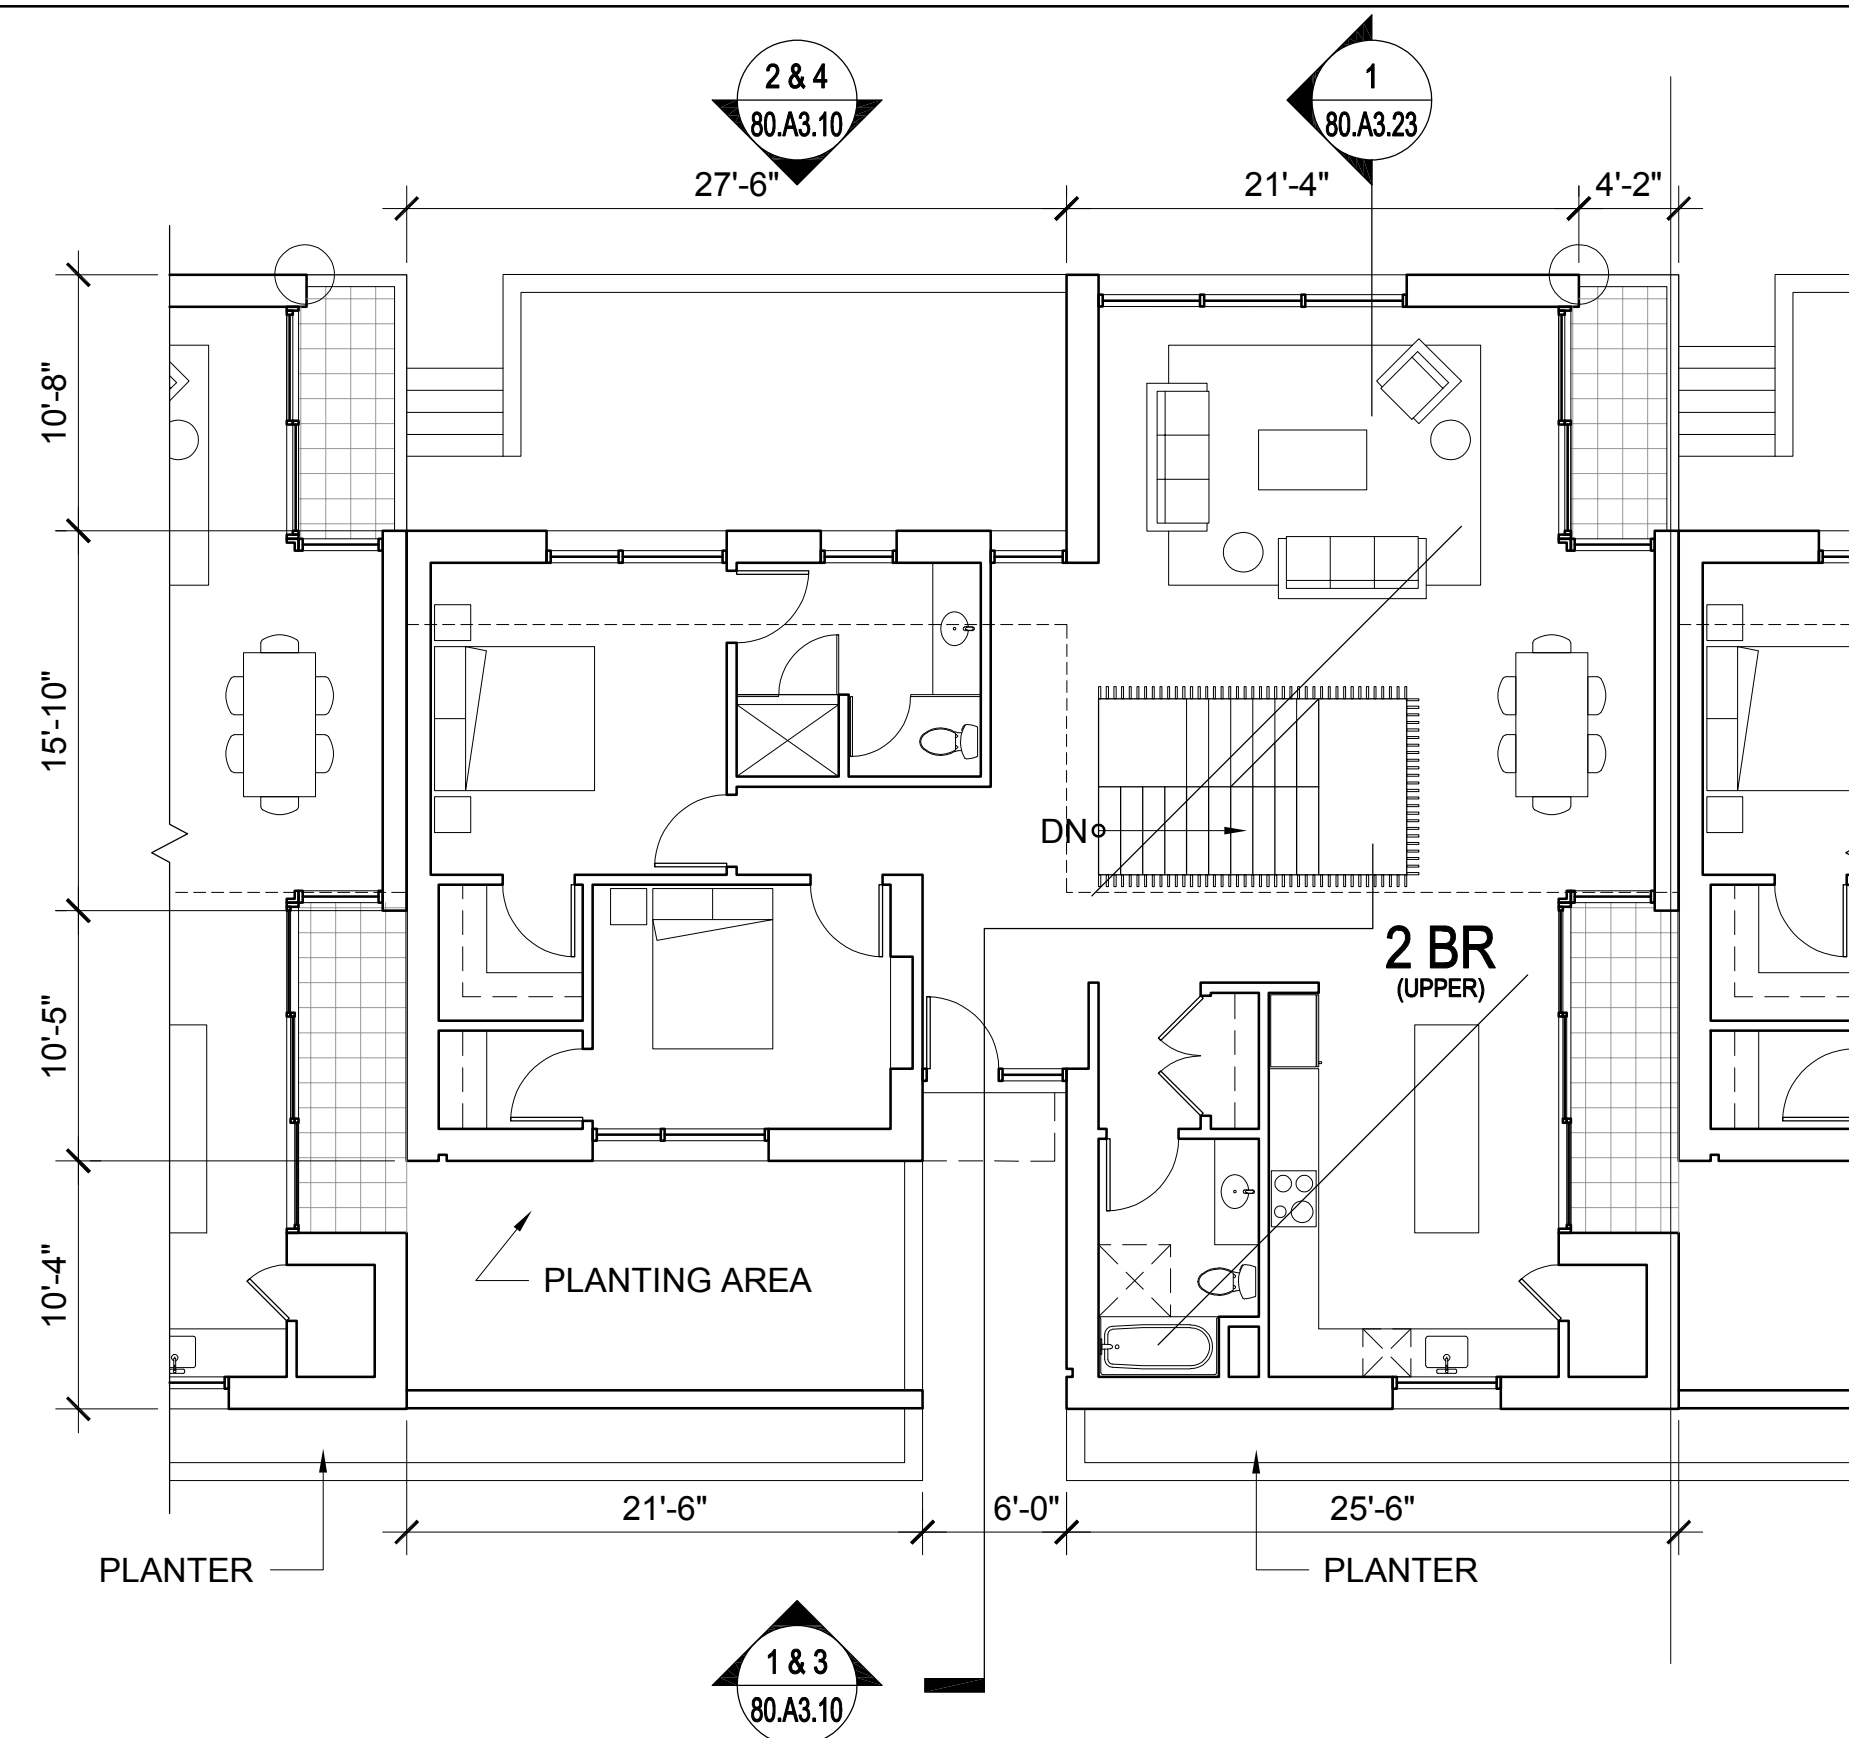 2 & 4
80.A3.10
1
80.A3.23
27'-6"
21'-4"
4'-2"
10'-8"
15'-10"
DN
2 BR
(UPPER)
10'-5"
10'-4"
PLANTING AREA
21'-6"
6'-0"
25'-6"
PLANTER
PLANTER
1 & 3
80.A3.10